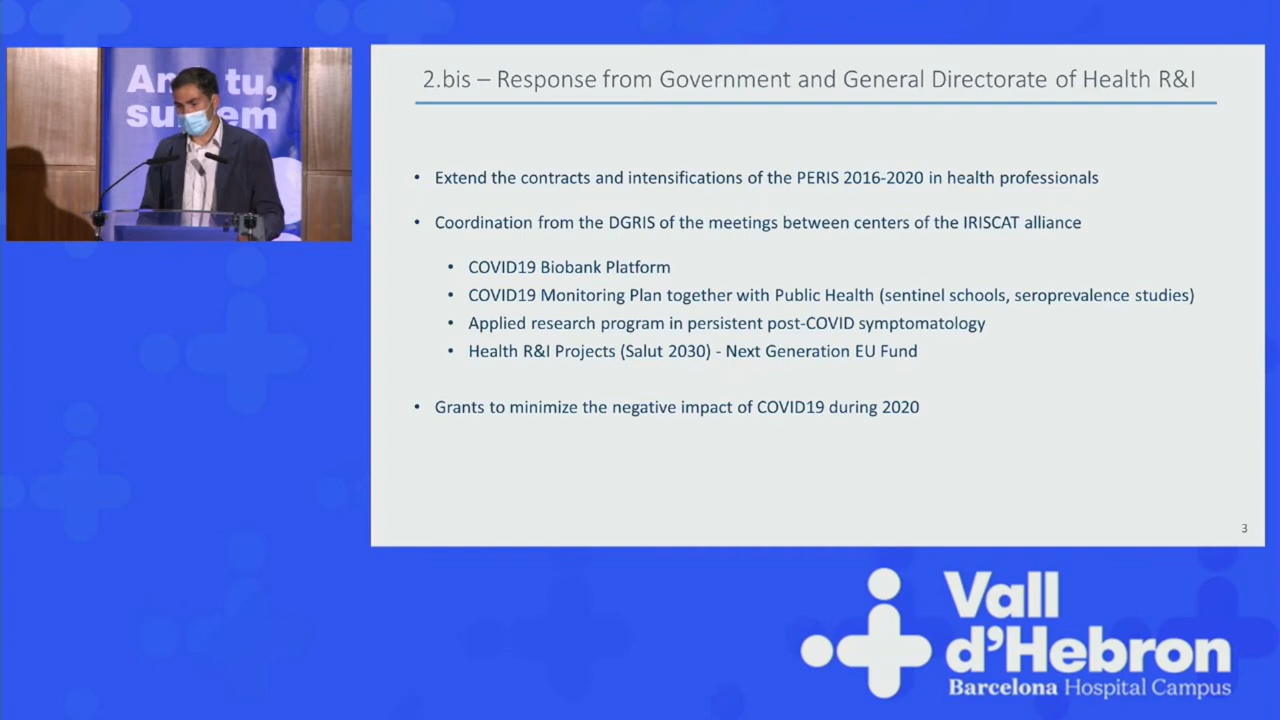 tu,
2.bis – Response from Government and General Directorate of Health R&I
• Extend the contracts and intensifications of the PERIS 2016-2020 in health professionals
• Coordination from the DGRIS of the meetings between centers of the IRISCAT alliance
• COVID19 Biobank Platform
• COVID19 Monitoring Plan together with Public Health (sentinel schools, seroprevalence studies)
• Applied research program in persistent post-COVID symptomatology
• Health R&I Projects (Salut 2030) - Next Generation EU Fund
• Grants to minimize the negative impact of COVID19 during 2020
3
Vall
d'Hebron
Barcelona Hospital Campus